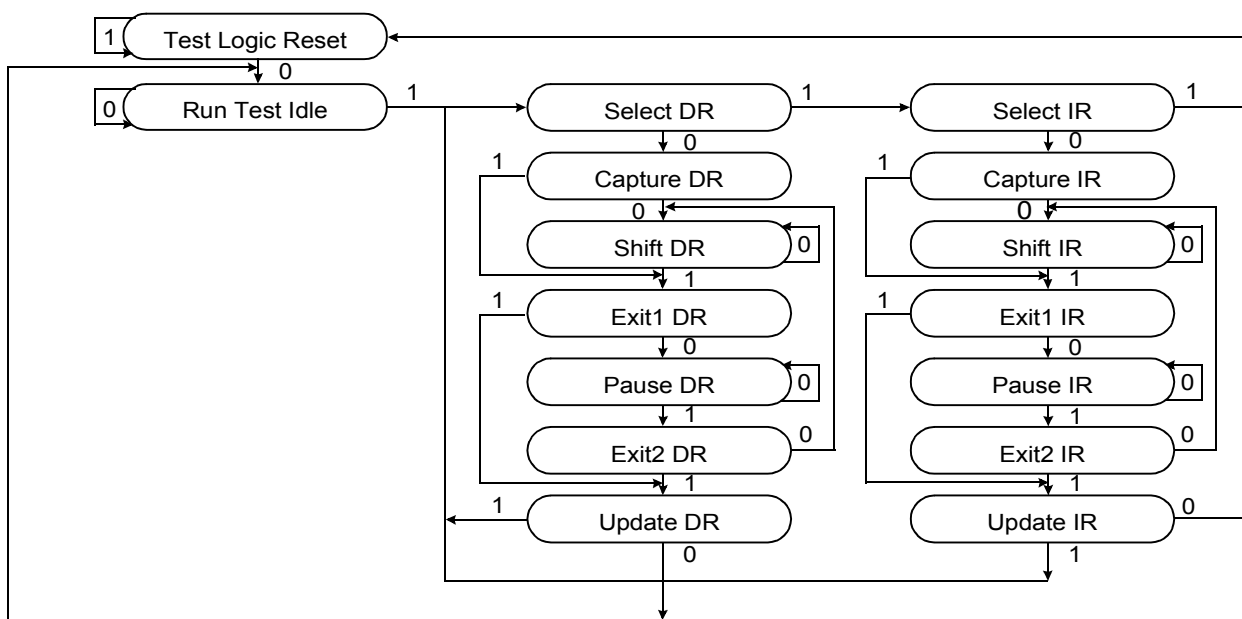 1 Test Logic Reset
0
0 Run Test Idle 1
Select DR 1
Select IR 1
0 0
1 Capture DR
1 Capture IR
0 0
Shift DR 0
Shift IR 0
1 1
1 Exit1 DR
1 Exit1 IR
0 0
Pause DR 0
Pause IR 0
1 1
Exit2 DR 0
Exit2 IR 0
1 1
1 Update DR
Update IR 0
0 1